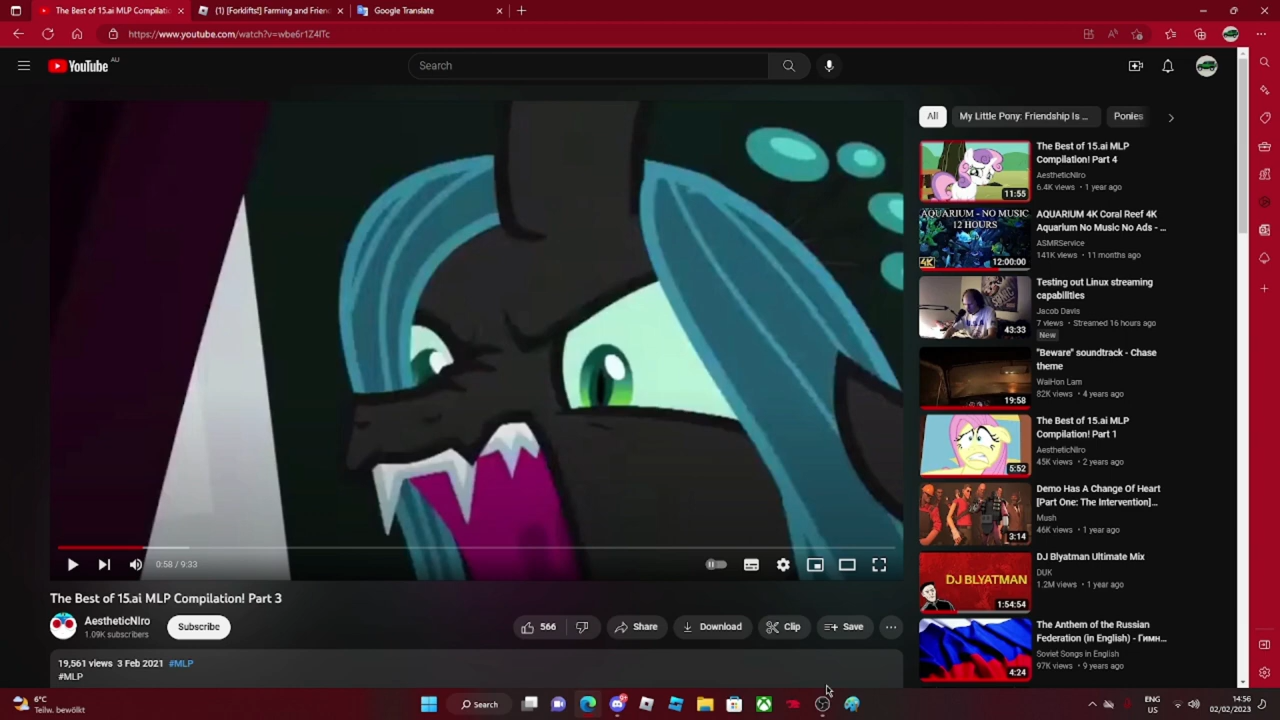 The Best of 15.ai MLP Compilatio
(1) [Forklifts!] Farming and Frien
Google Translate
https://www.youtube.com/watch?v=wbe6r1Z4lTc
YouTube AU
Search
All
My Little Pony: Friendship Is ...
Ponies
The Best of 15.ai MLP
Compilation! Part 4
AestheticNIro
6.4K views • 1 year ago
11:55
AQUARIUM - NO MUSIC
12 HOURS
4K
12:00:00
AQUARIUM 4K Coral Reef 4K
Aquarium No Music No Ads - ...
ASMRService
141K views • 11 months ago
Testing out Linux streaming
capabilities
Jacob Davis
7 views • Streamed 16 hours ago
New
43:33
"Beware" soundtrack - Chase
theme
WaiHon Lam
82K views • 4 years ago
19:58
The Best of 15.ai MLP
Compilation! Part 1
AestheticNIro
45K views • 2 years ago
5:52
Demo Has A Change Of Heart
[Part One: The Intervention]...
Mush
46K views • 1 year ago
3:14
DJ Blyatman Ultimate Mix
DUK
1.2M views • 1 year ago
DJ BLYATMAN
1:54:54
The Anthem of the Russian
Federation (in English) - Гимн...
Soviet Songs in English
97K views • 9 years ago
4:24
0:58 / 9:33
The Best of 15.ai MLP Compilation! Part 3
AestheticNIro
1.09K subscribers
Subscribe
566
Share
Download
Clip
Save
19,561 views 3 Feb 2021 #MLP
#MLP
6°C
Teilw. bewölkt
Search
ENG
US
14:56
02/02/2023